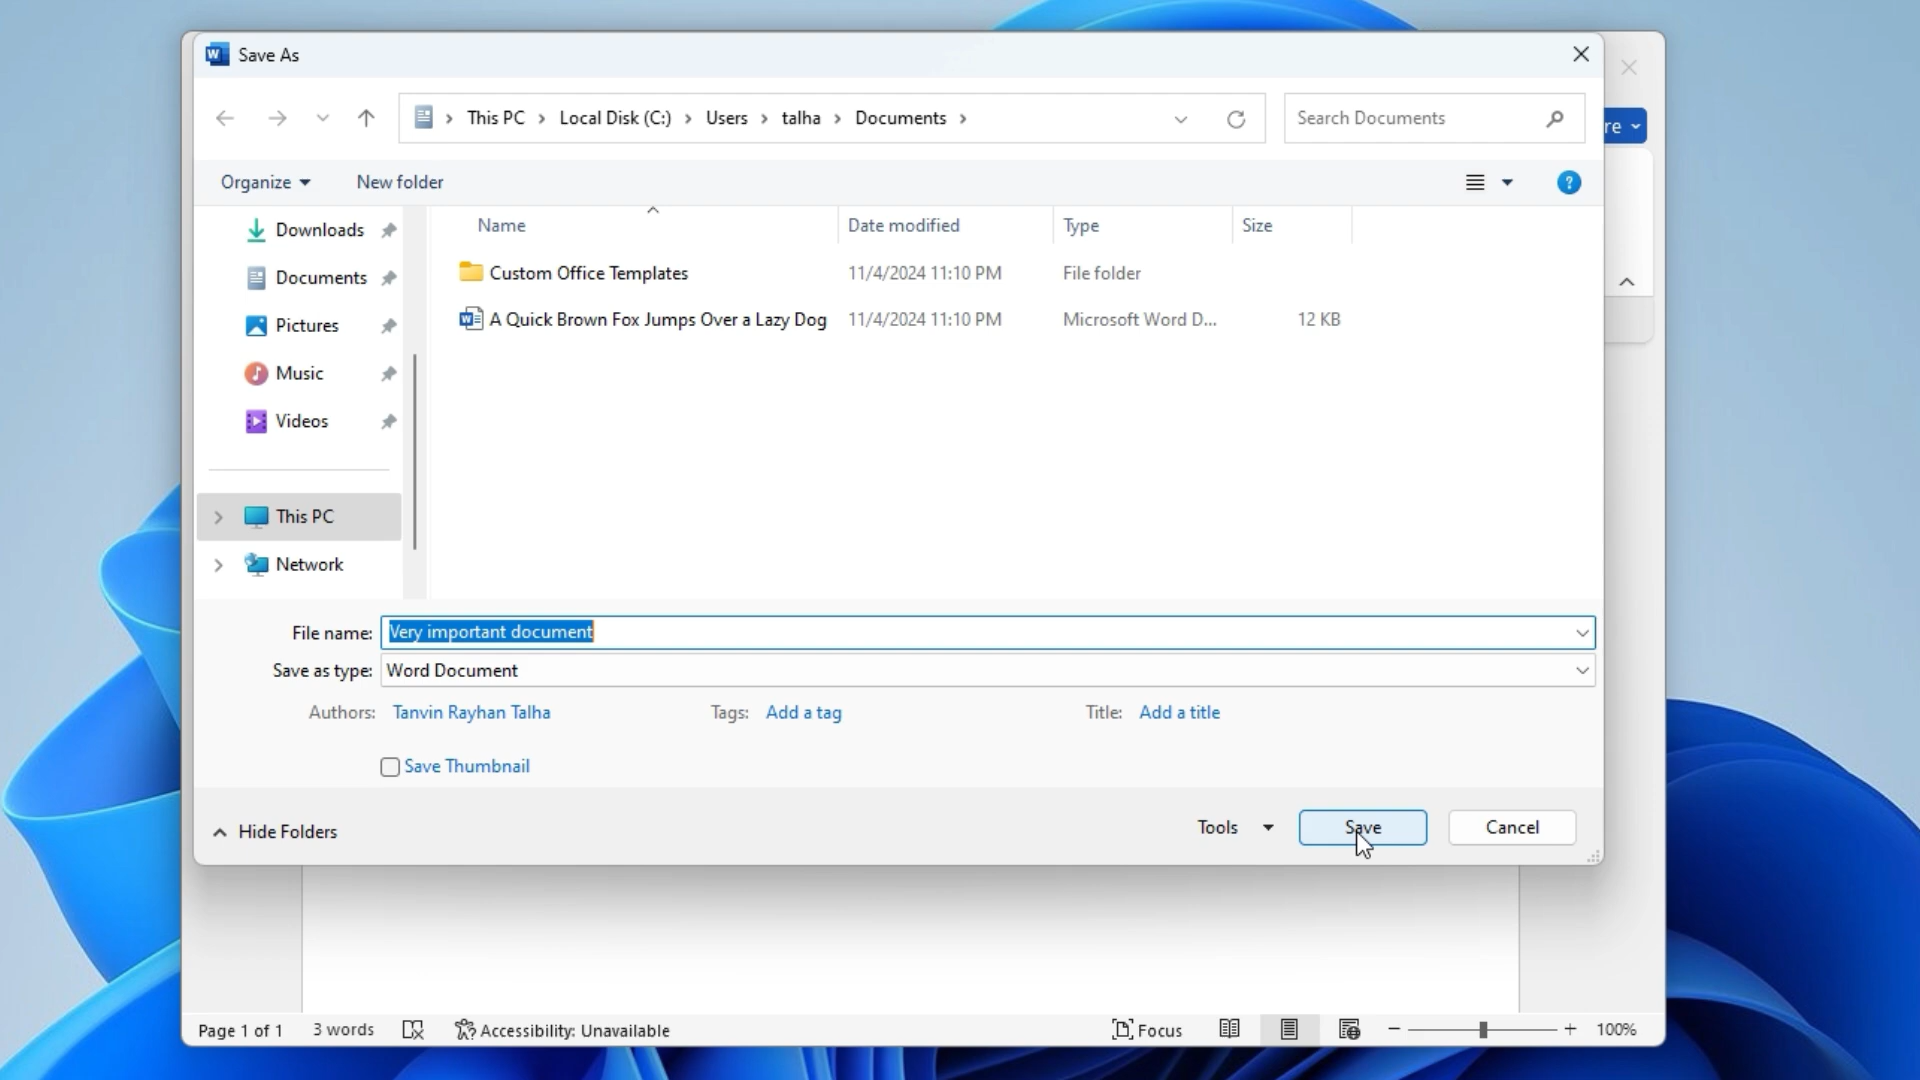 W Save As
This PC > Local Disk (C:) > Users > talha > Documents >
Search Documents
re
Organize
New folder
?
Downloads
Documents
Pictures
Music
Videos
This PC
Network
Name Date modified Type Size
Custom Office Templates 11/4/2024 11:10 PM File folder
A Quick Brown Fox Jumps Over a Lazy Dog 11/4/2024 11:10 PM Microsoft Word D... 12 KB
File name: Very important document
Save as type: Word Document
Authors: Tanvin Rayhan Talha Tags: Add a tag Title: Add a title
Save Thumbnail
Hide Folders
Tools Save Cancel
Page 1 of 1 3 words Accessibility: Unavailable Focus − + 100%